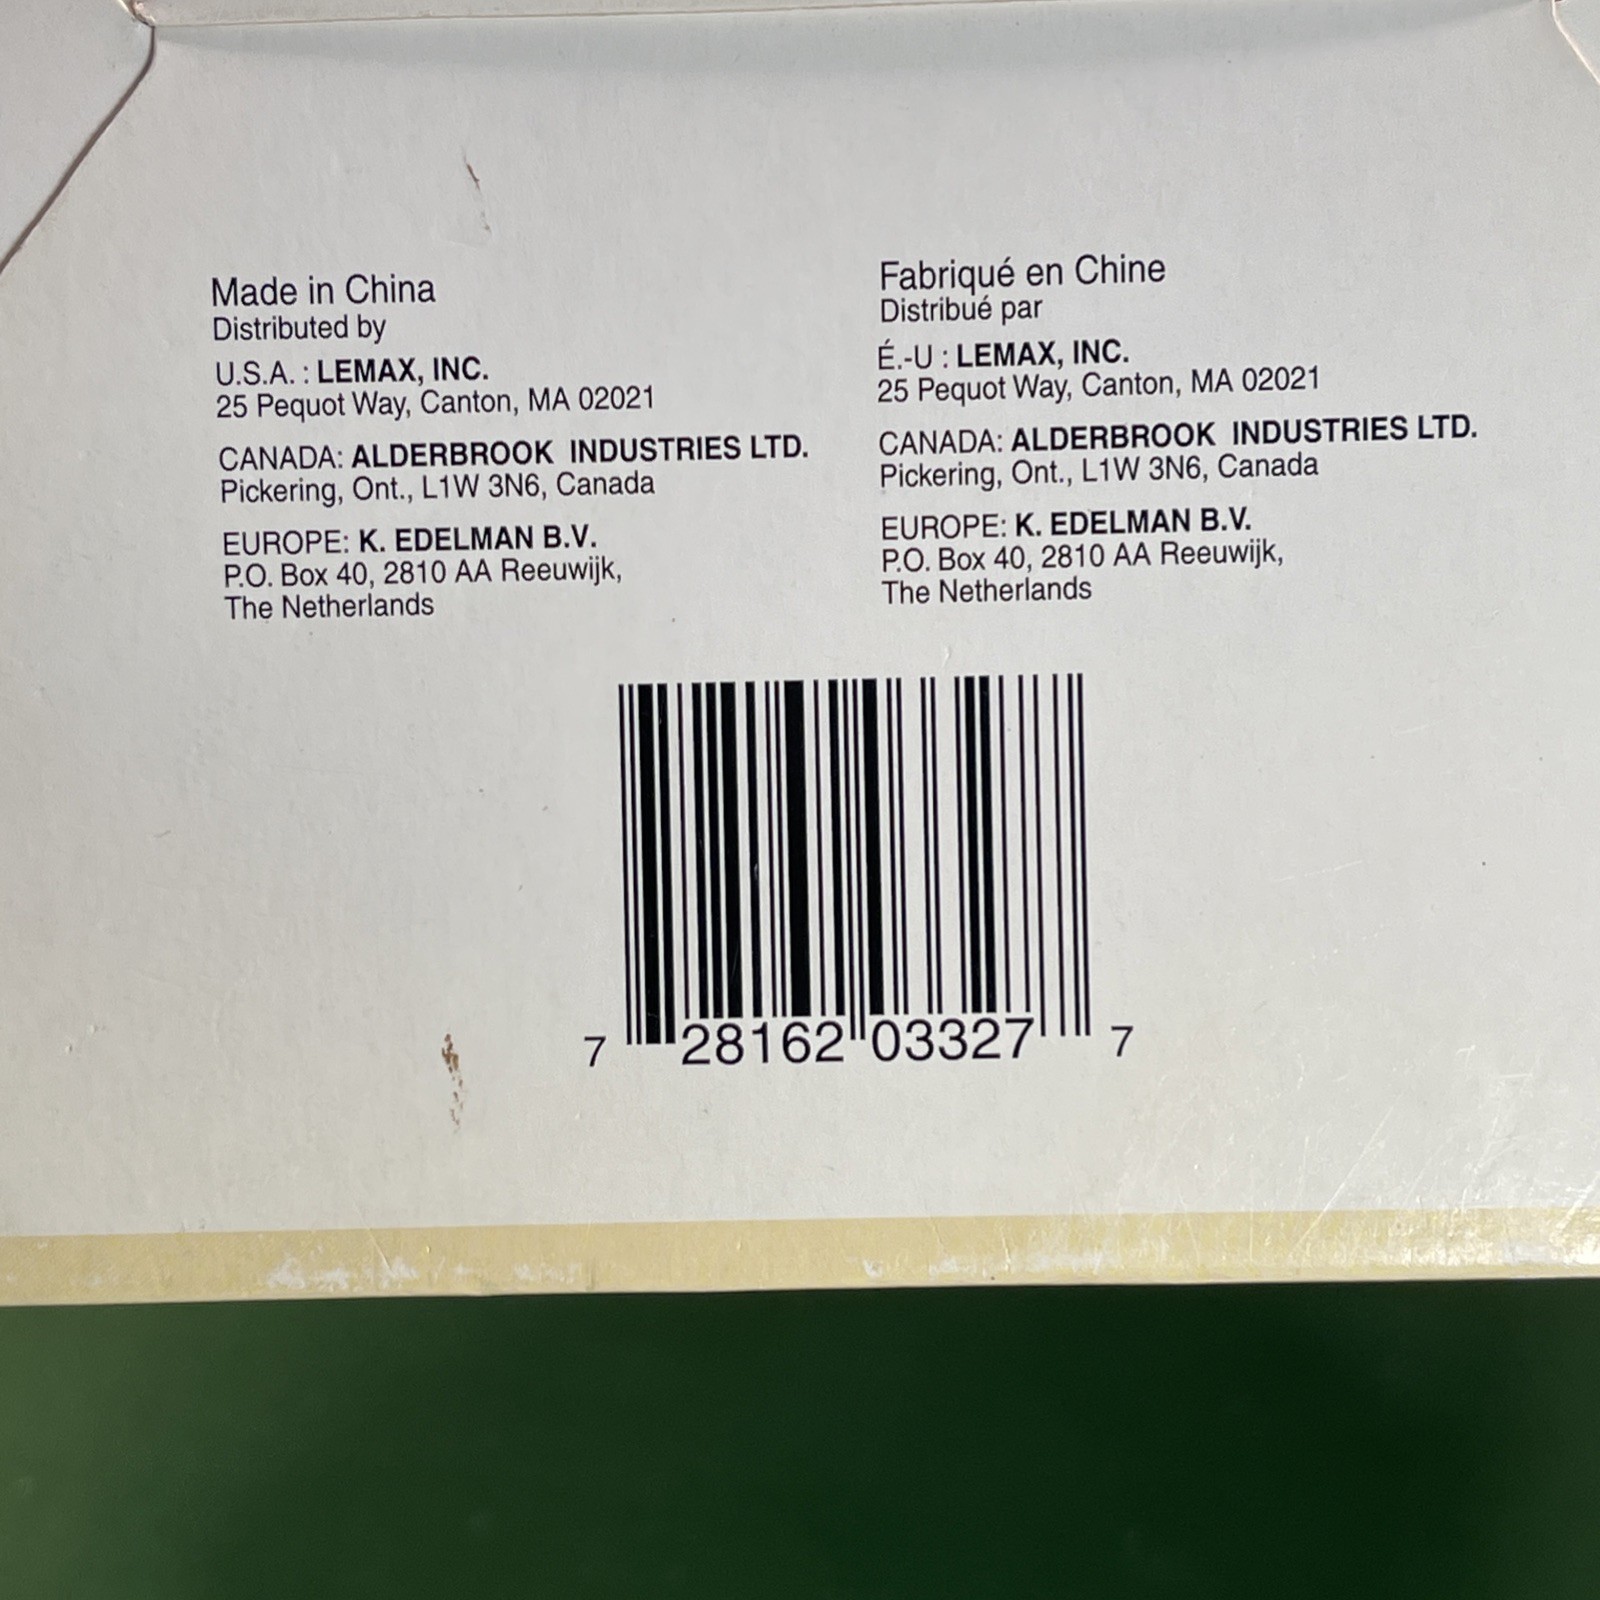 Made in China
Distributed by
U.S.A. : LEMAX, INC.
25 Pequot Way, Canton, MA 02021
CANADA: ALDERBROOK INDUSTRIES LTD.
Pickering, Ont., L1W 3N6, Canada
EUROPE: K. EDELMAN B.V.
P.O. Box 40, 2810 AA Reeuwijk,
The Netherlands
Fabriqué en Chine
Distribué par
É.-U : LEMAX, INC.
25 Pequot Way, Canton, MA 02021
CANADA: ALDERBROOK INDUSTRIES LTD.
Pickering, Ont., L1W 3N6, Canada
EUROPE: K. EDELMAN B.V.
P.O. Box 40, 2810 AA Reeuwijk,
The Netherlands
7 28162 03327 7